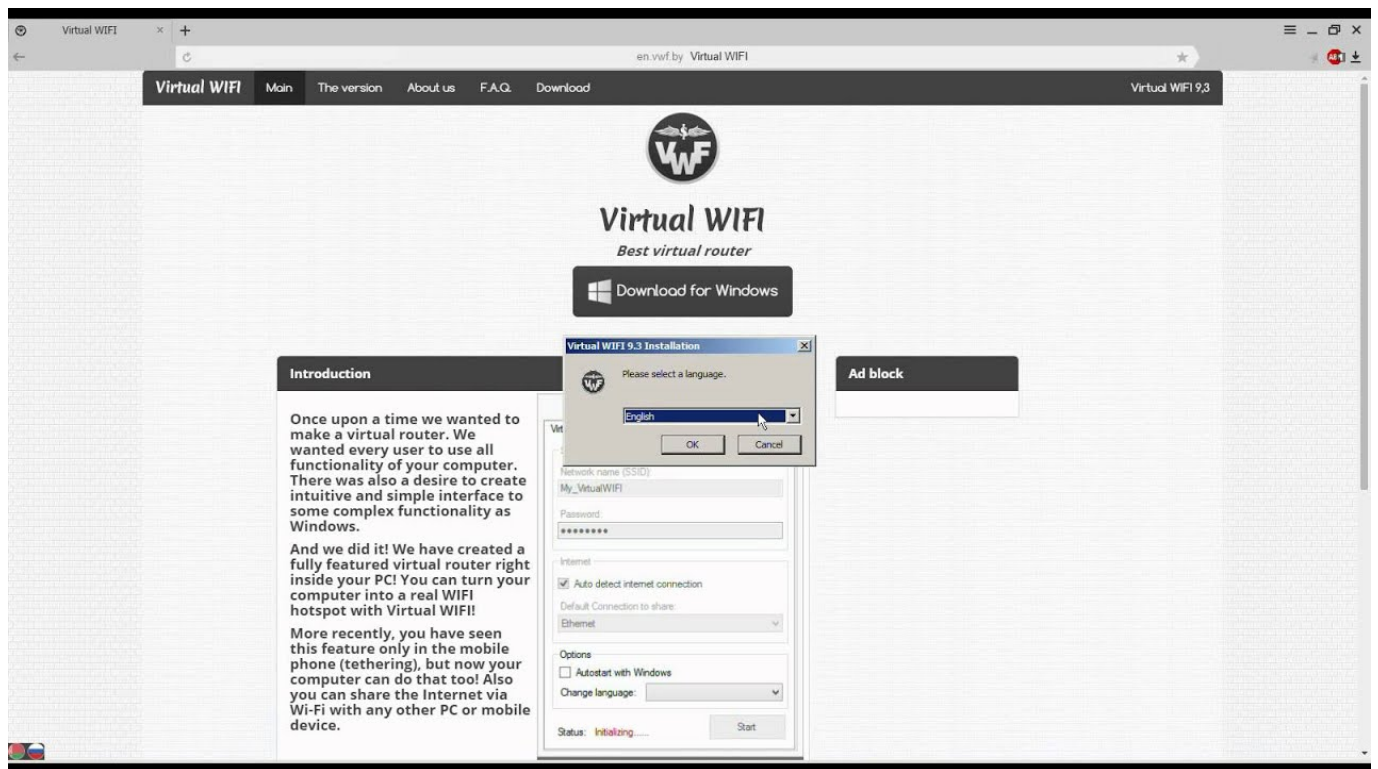 Virtual WIFI
en.vwf.by Virtual WIFI
Virtual WIFI Main The version About us F.A.Q. Download Virtual WIFI 9,3
VWF
Virtual WIFI
Best virtual router
Download for Windows
Virtual WIFI 9.3 Installation
Please select a language.
English
OK Cancel
Introduction
Once upon a time we wanted to
make a virtual router. We
wanted every user to use all
functionality of your computer.
There was also a desire to create
intuitive and simple interface to
some complex functionality as
Windows.
And we did it! We have created a
fully featured virtual router right
inside your PC! You can turn your
computer into a real WIFI
hotspot with Virtual WIFI!
More recently, you have seen
this feature only in the mobile
phone (tethering), but now your
computer can do that too! Also
you can share the Internet via
Wi-Fi with any other PC or mobile
device.
Network name (SSID):
My_VirtualWIFI
Password:
********
Internet
Auto detect internet connection
Default Connection to share:
Ethernet
Options
Autostart with Windows
Change language:
Status: Initializing......
Start
Ad block